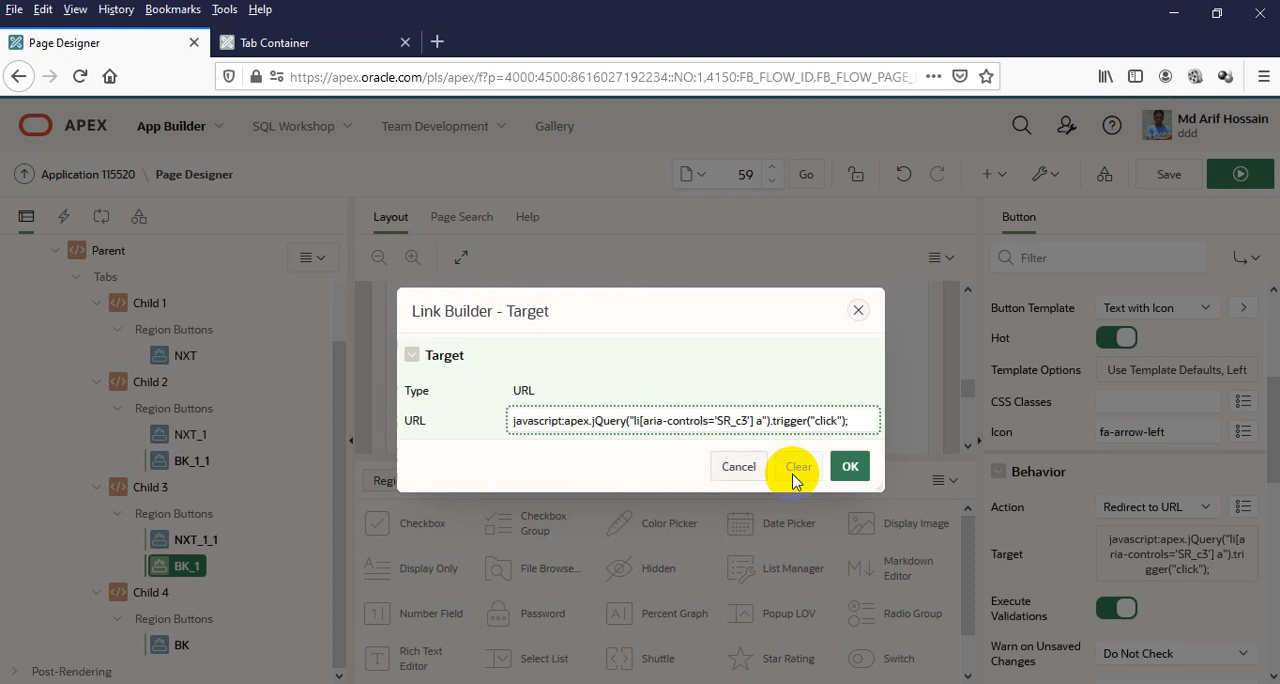 File Edit View History Bookmarks Tools Help
Page Designer
Tab Container
https://apex.oracle.com/pls/apex/f?p=4000:4500:8616027192234::NO:1,4150:FB_FLOW_ID,FB_FLOW_PAGE_
APEX App Builder SQL Workshop Team Development Gallery
Md Arif Hossain
ddd
Application 115520 \ Page Designer
59 Go Save
Layout Page Search Help
Button
Parent
Filter
Tabs
Child 1
Region Buttons
NXT
Child 2
Region Buttons
NXT_1
BK_1_1
Child 3
Region Buttons
NXT_1_1
BK_1
Child 4
Region Buttons
BK
Post-Rendering
Link Builder - Target
Target
Type URL
URL javascript:apex.jQuery("li[aria-controls='SR_c3'] a").trigger("click");
Cancel Clear OK
Regi
Checkbox
Checkbox
Group
Color Picker
Date Picker
Display Image
Display Only
File Browse...
Hidden
List Manager
Markdown
Editor
Number Field
Password
Percent Graph
Popup LOV
Radio Group
Rich Text
Editor
Select List
Shuttle
Star Rating
Switch
Button Template Text with Icon
Hot
Template Options Use Template Defaults, Left
CSS Classes
Icon fa-arrow-left
Behavior
Action Redirect to URL
Target
javascript:apex.jQuery("li[a
ria-controls='SR_c3'] a").tri
gger("click");
Execute
Validations
Warn on Unsaved
Changes
Do Not Check